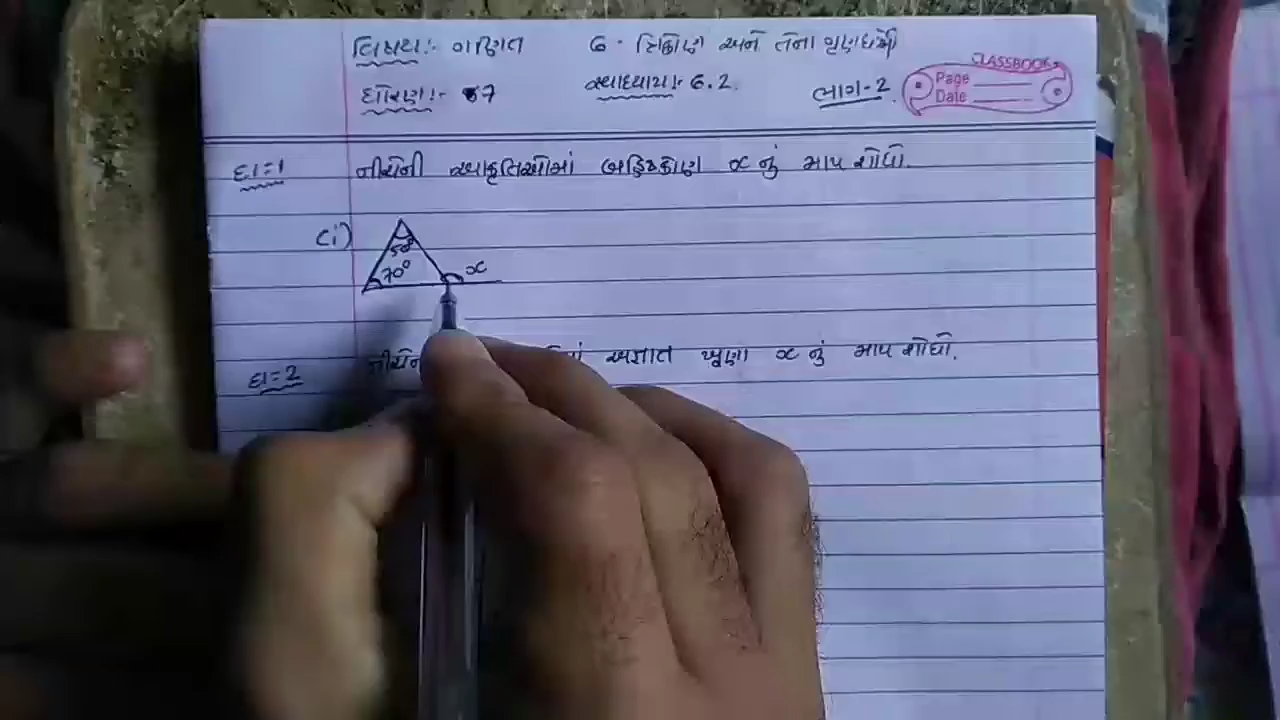 વિષય:- ગણિત
6. ત્રિકોણ અને તેના ગુણધર્મો
ધોરણ:- 7
સ્વાધ્યાય:- 6.2.
ભાગ-2
CLASSBOOK
Page
Date
દા=1 નીચેની આકૃતિઓમાં બહિષ્કોણ x નું માપ શોધો.
(i)
50°
70°
x
દા=2 અજ્ઞાત ખૂણા x નું માપ શોધો.